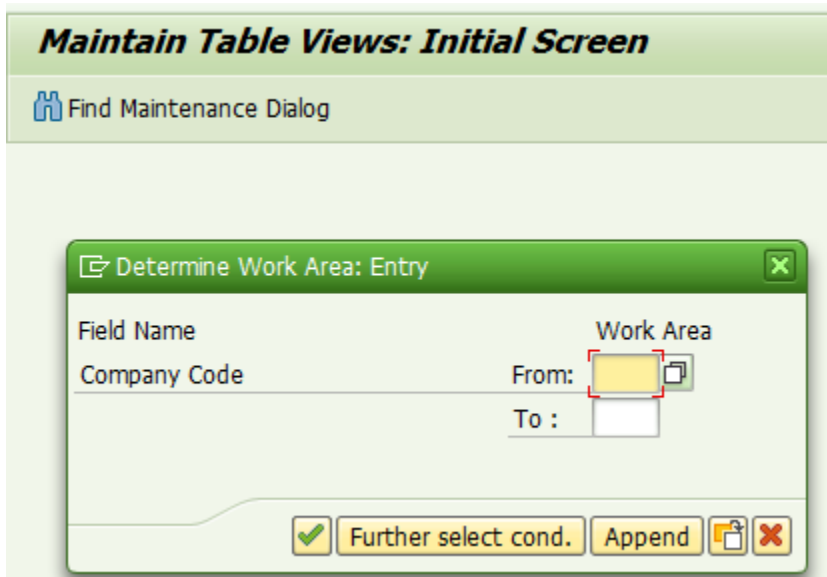 Maintain Table Views: Initial Screen
Find Maintenance Dialog
Determine Work Area: Entry
Field Name Work Area
Company Code From:
To :
Further select cond. Append